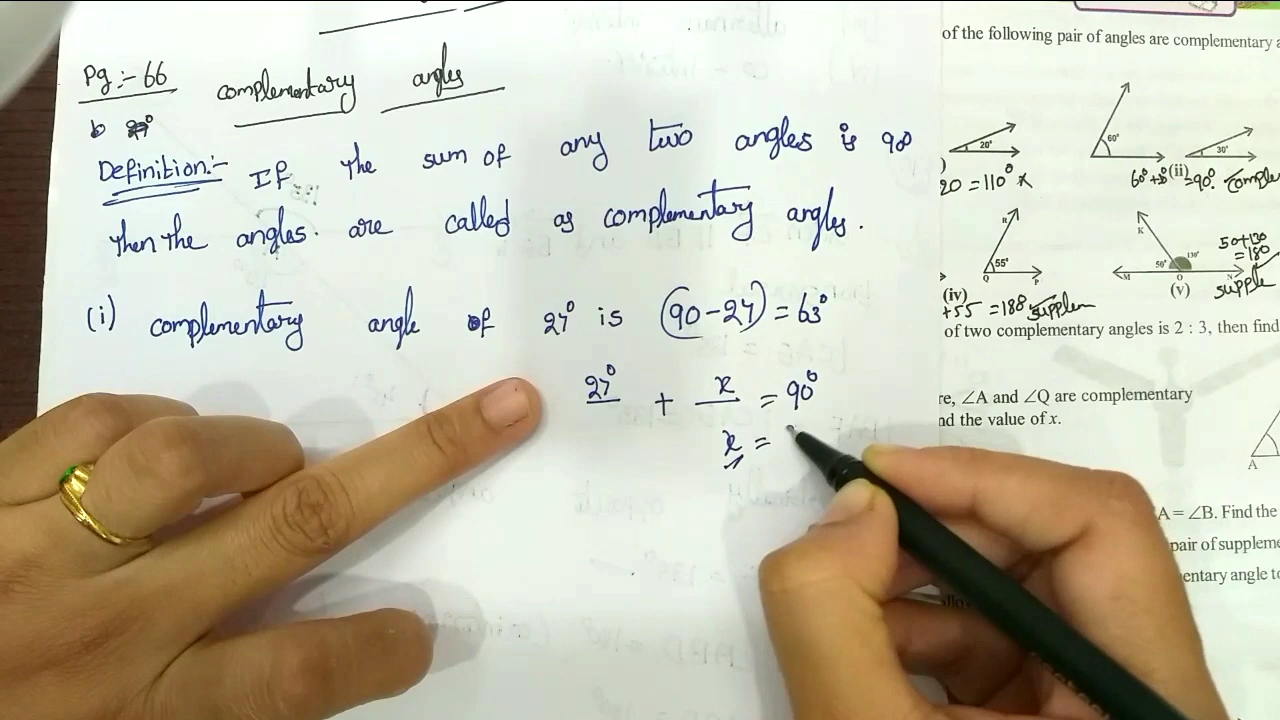 Pg:- 66 complementary angles
b
Definition:- If the sum of any two angles is 90
then the angles. are called as complementary angles.
(i) complementary angle of 27° is (90-27) = 63°
27° + x = 90°
x =
of the following pair of angles are complementary a
20°
60°
30°
20 = 110° x
60°+30° (ii) =90°. comple
R
55°
Q
P
K
50°
130°
M
O
N
50+130
=180
supple
(iv)
(v)
+55 =180 supplem
of two complementary angles is 2 : 3, then find
re, ∠A and ∠Q are complementary
nd the value of x.
A
A = ∠B. Find the
pair of suppleme
entary angle to